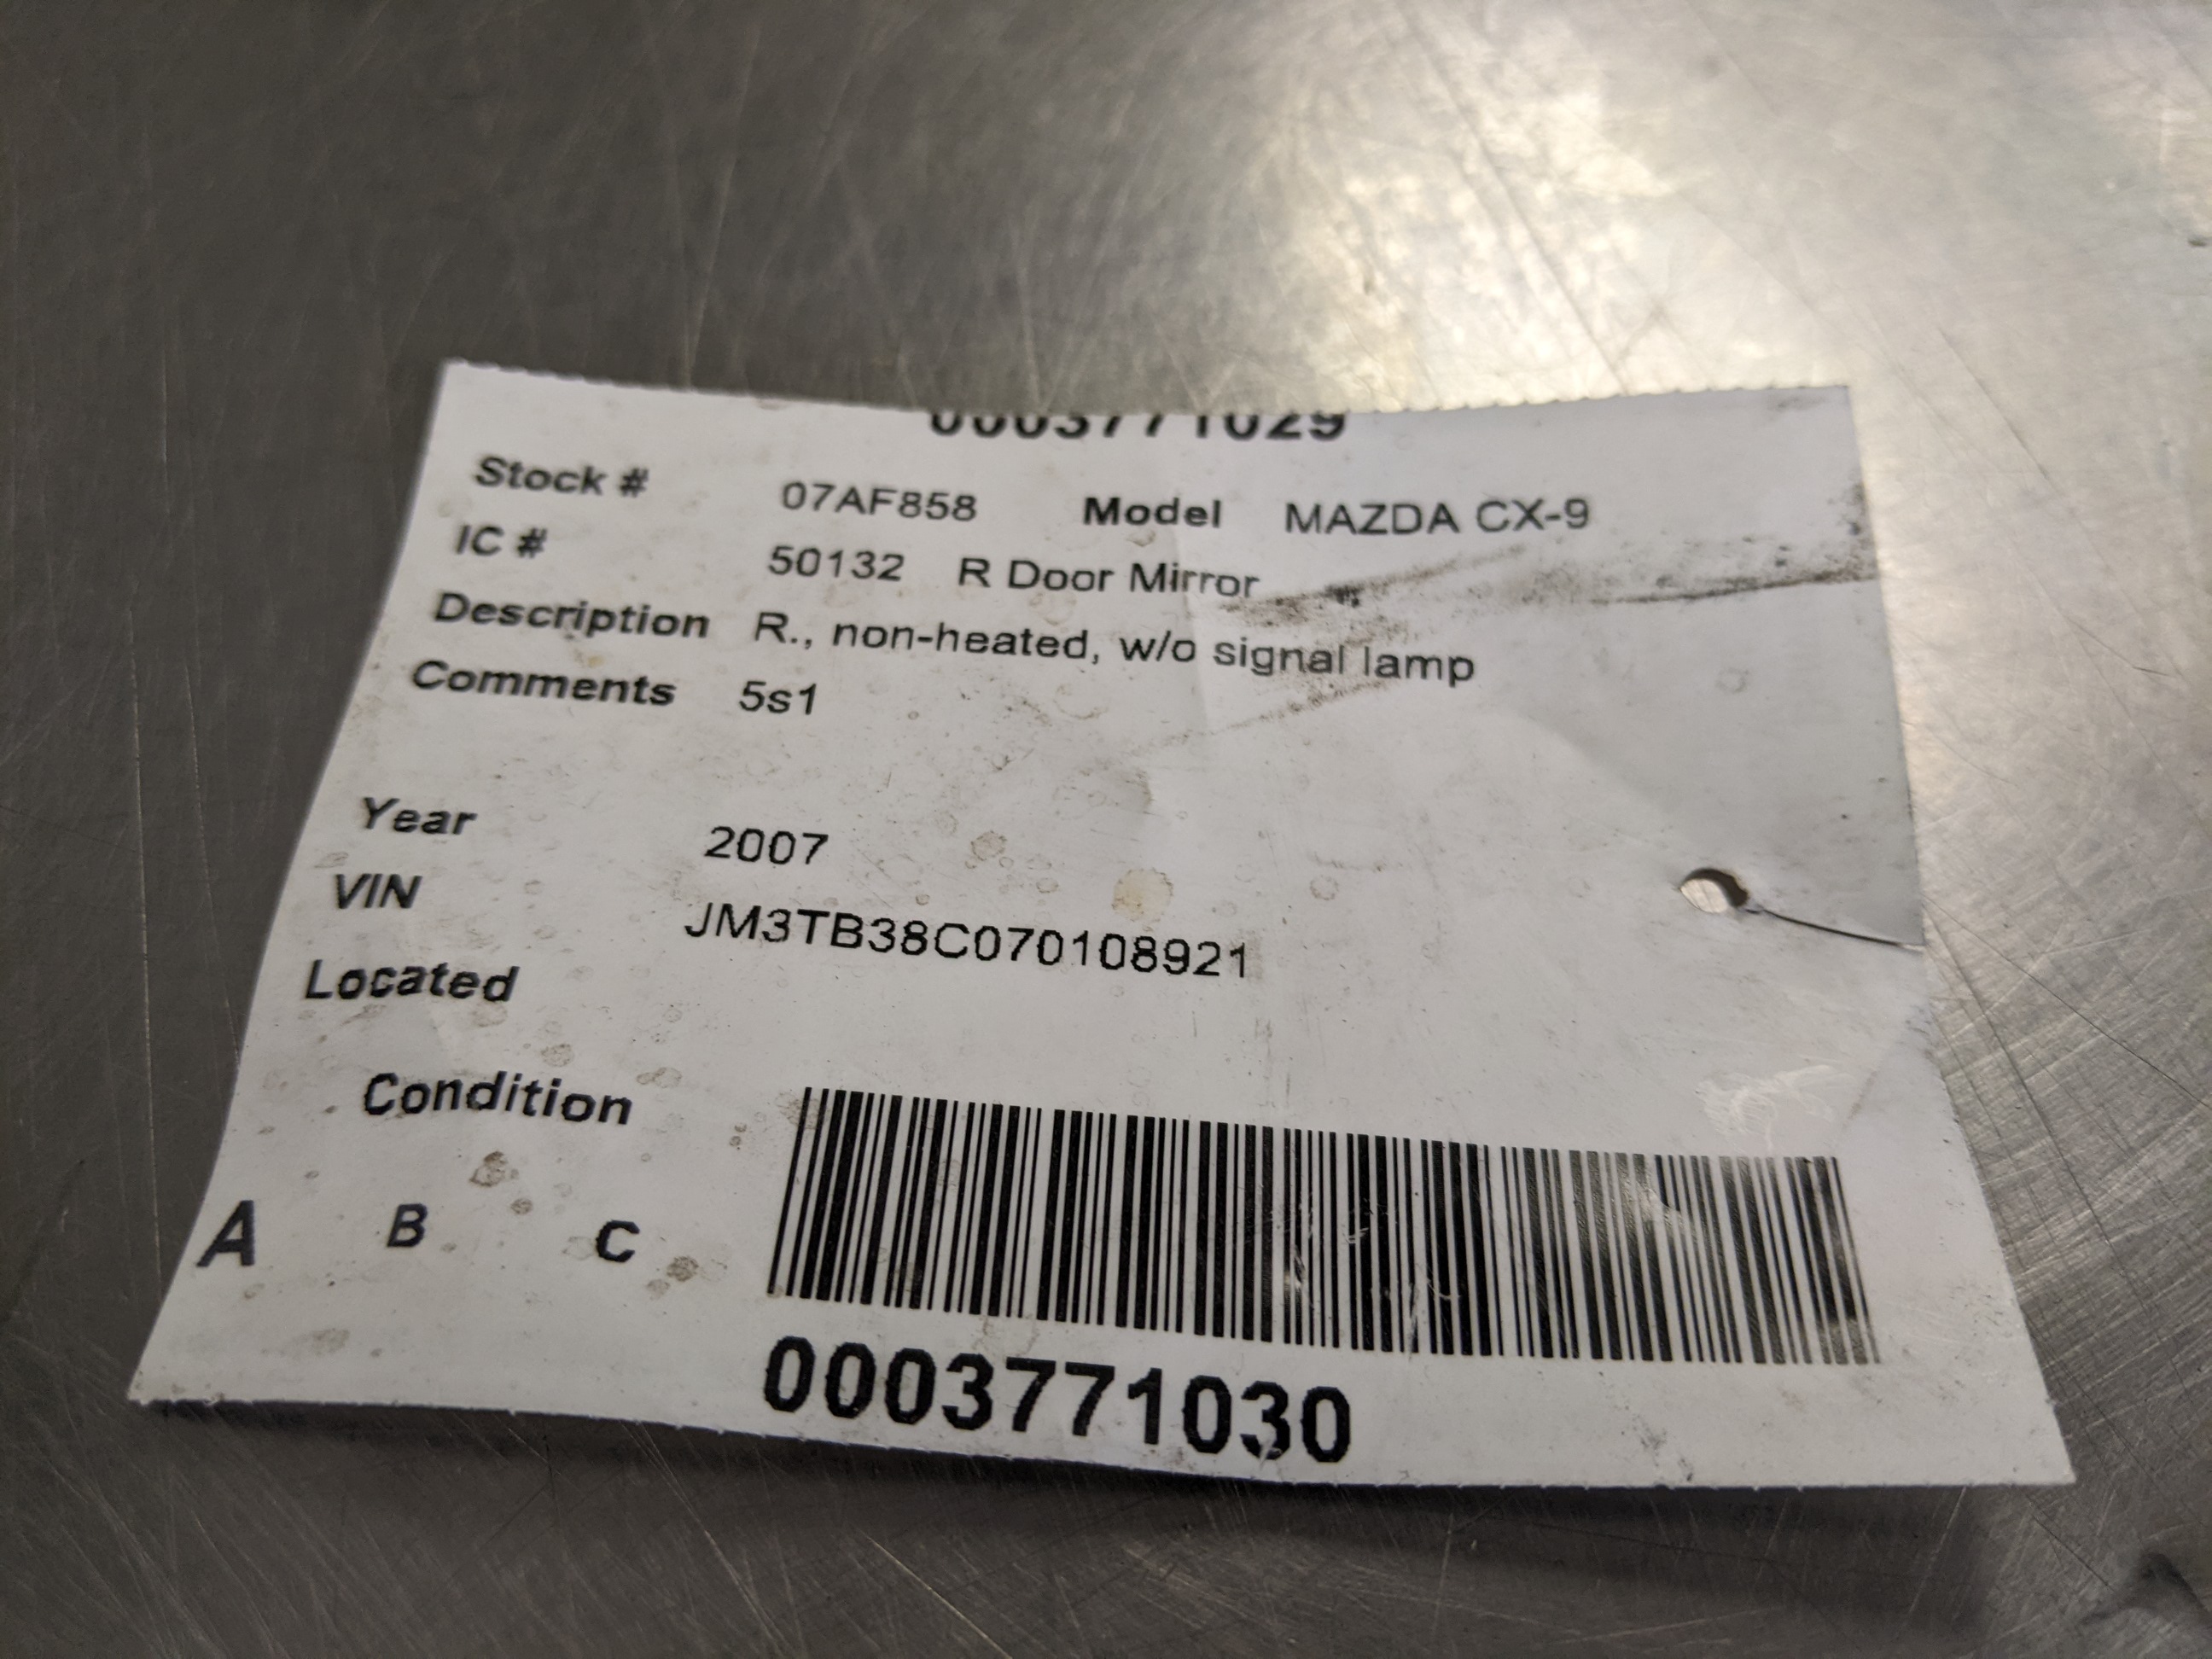 0003771029
Stock # 07AF858 Model MAZDA CX-9
IC # 50132 R Door Mirror
Description R., non-heated, w/o signal lamp
Comments 5s1
Year 2007
VIN JM3TB38C070108921
Located
Condition
A B C
0003771030